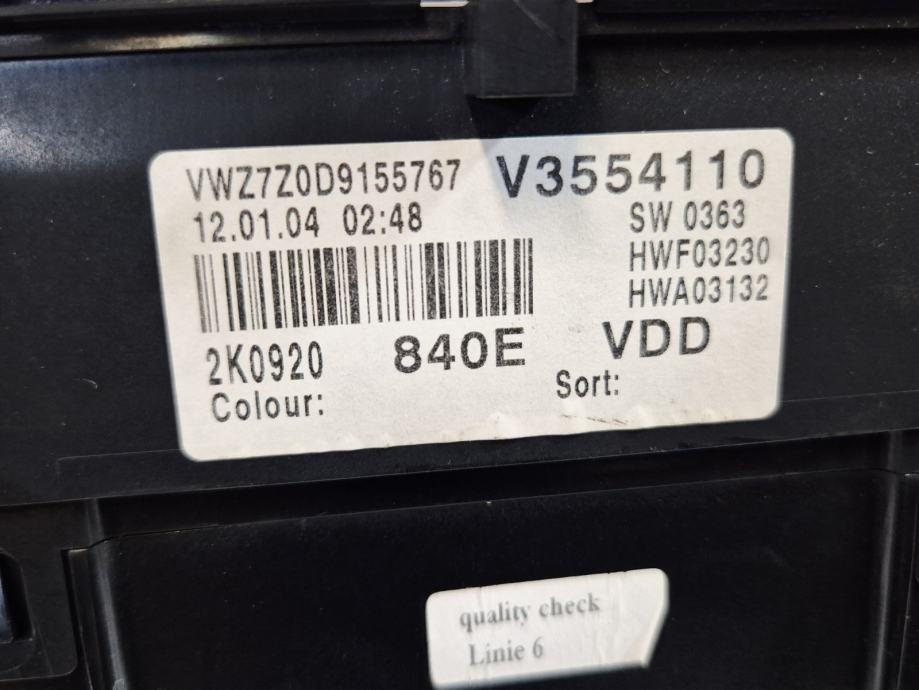 VWZ7Z0D9155767 V3554110
12.01.04 02:48 SW 0363
HWF03230
HWA03132
2K0920 840E VDD
Colour: Sort:
quality check
Linie 6